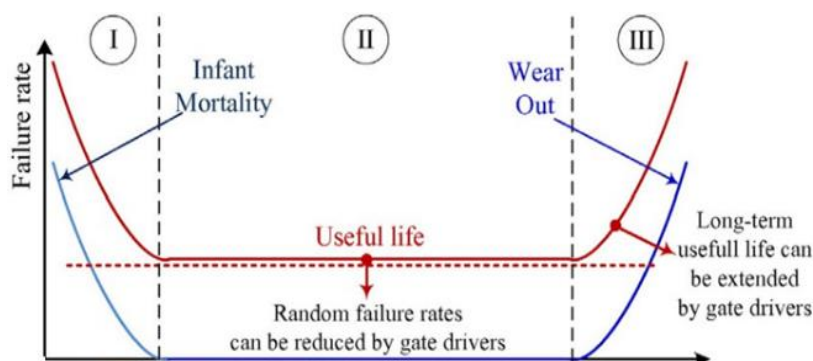 I
II
III
Failure rate
Infant
Mortality
Wear
Out
Useful life
Random failure rates
can be reduced by gate drivers
Long-term
usefull life can
be extended
by gate drivers